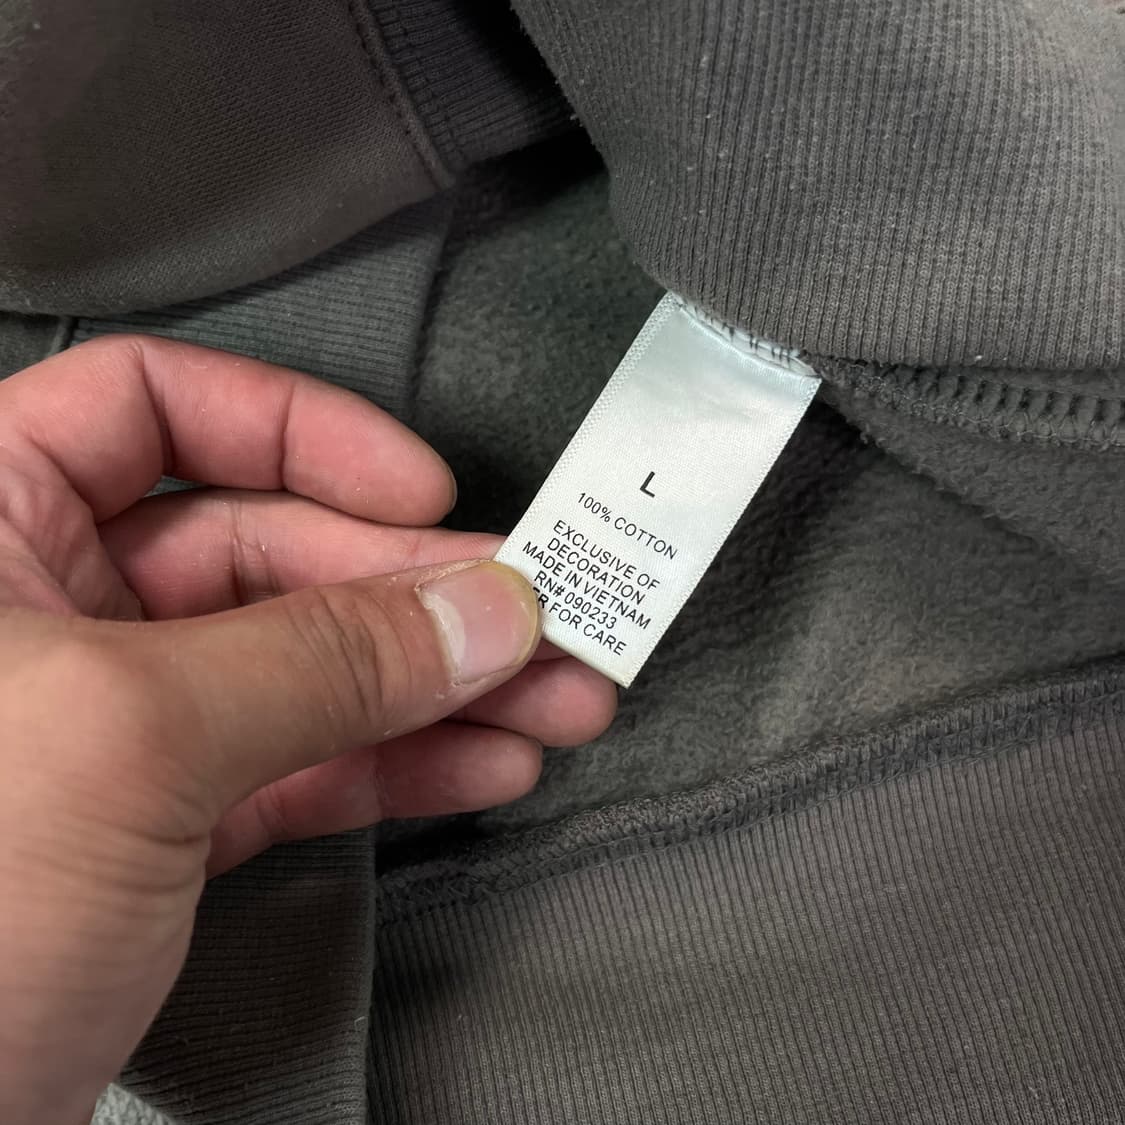 L
100% COTTON
EXCLUSIVE OF
DECORATION
MADE IN VIETNAM
RN# 090233
FOR CARE